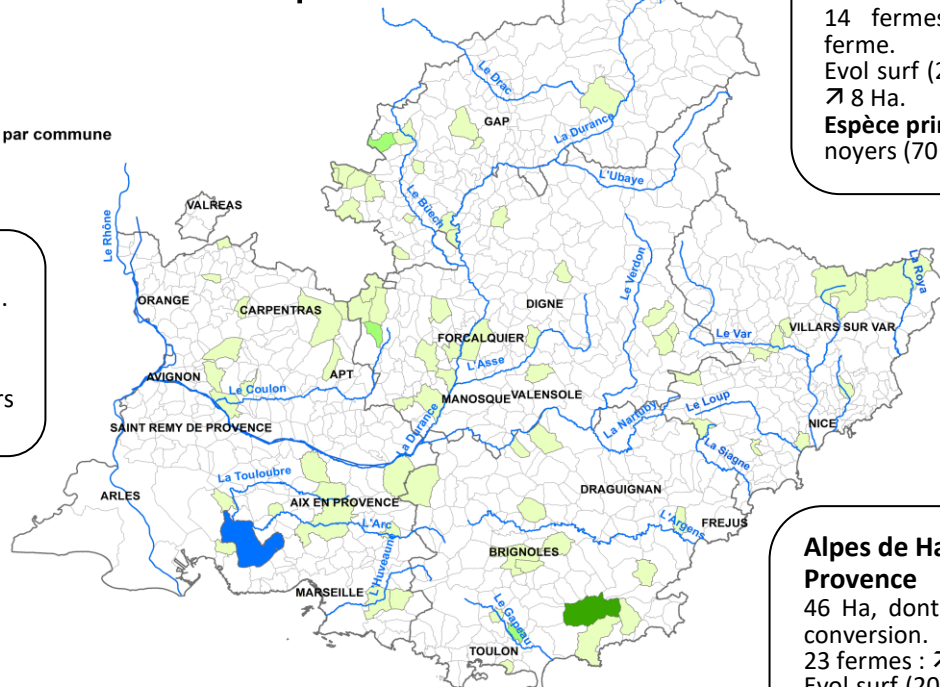 14 fermes
ferme.
Evol surf (2
↗ 8 Ha.
Espèce prin
noyers (70
par commune
Le Drac
GAP
La Durance
L'Ubaye
Le Buëch
VALREAS
Le Rhône
La Roya
Le Verdon
ORANGE
CARPENTRAS
DIGNE
FORCALQUIER
Le Var
VILLARS SUR VAR
L'Asse
AVIGNON
APT
Le Coulon
MANOSQUE
VALENSOLE
Le Loup
rs
La Nartuby
NICE
SAINT REMY DE PROVENCE
La Durance
La Siagne
La Touloubre
ARLES
AIX EN PROVENCE
DRAGUIGNAN
L'Arc
L'Argens
FREJUS
L'Huveaune
BRIGNOLES
MARSEILLE
Le Gapeau
TOULON
Alpes de Ha
Provence
46 Ha, dont
conversion.
23 fermes : ↗
Evol surf (20